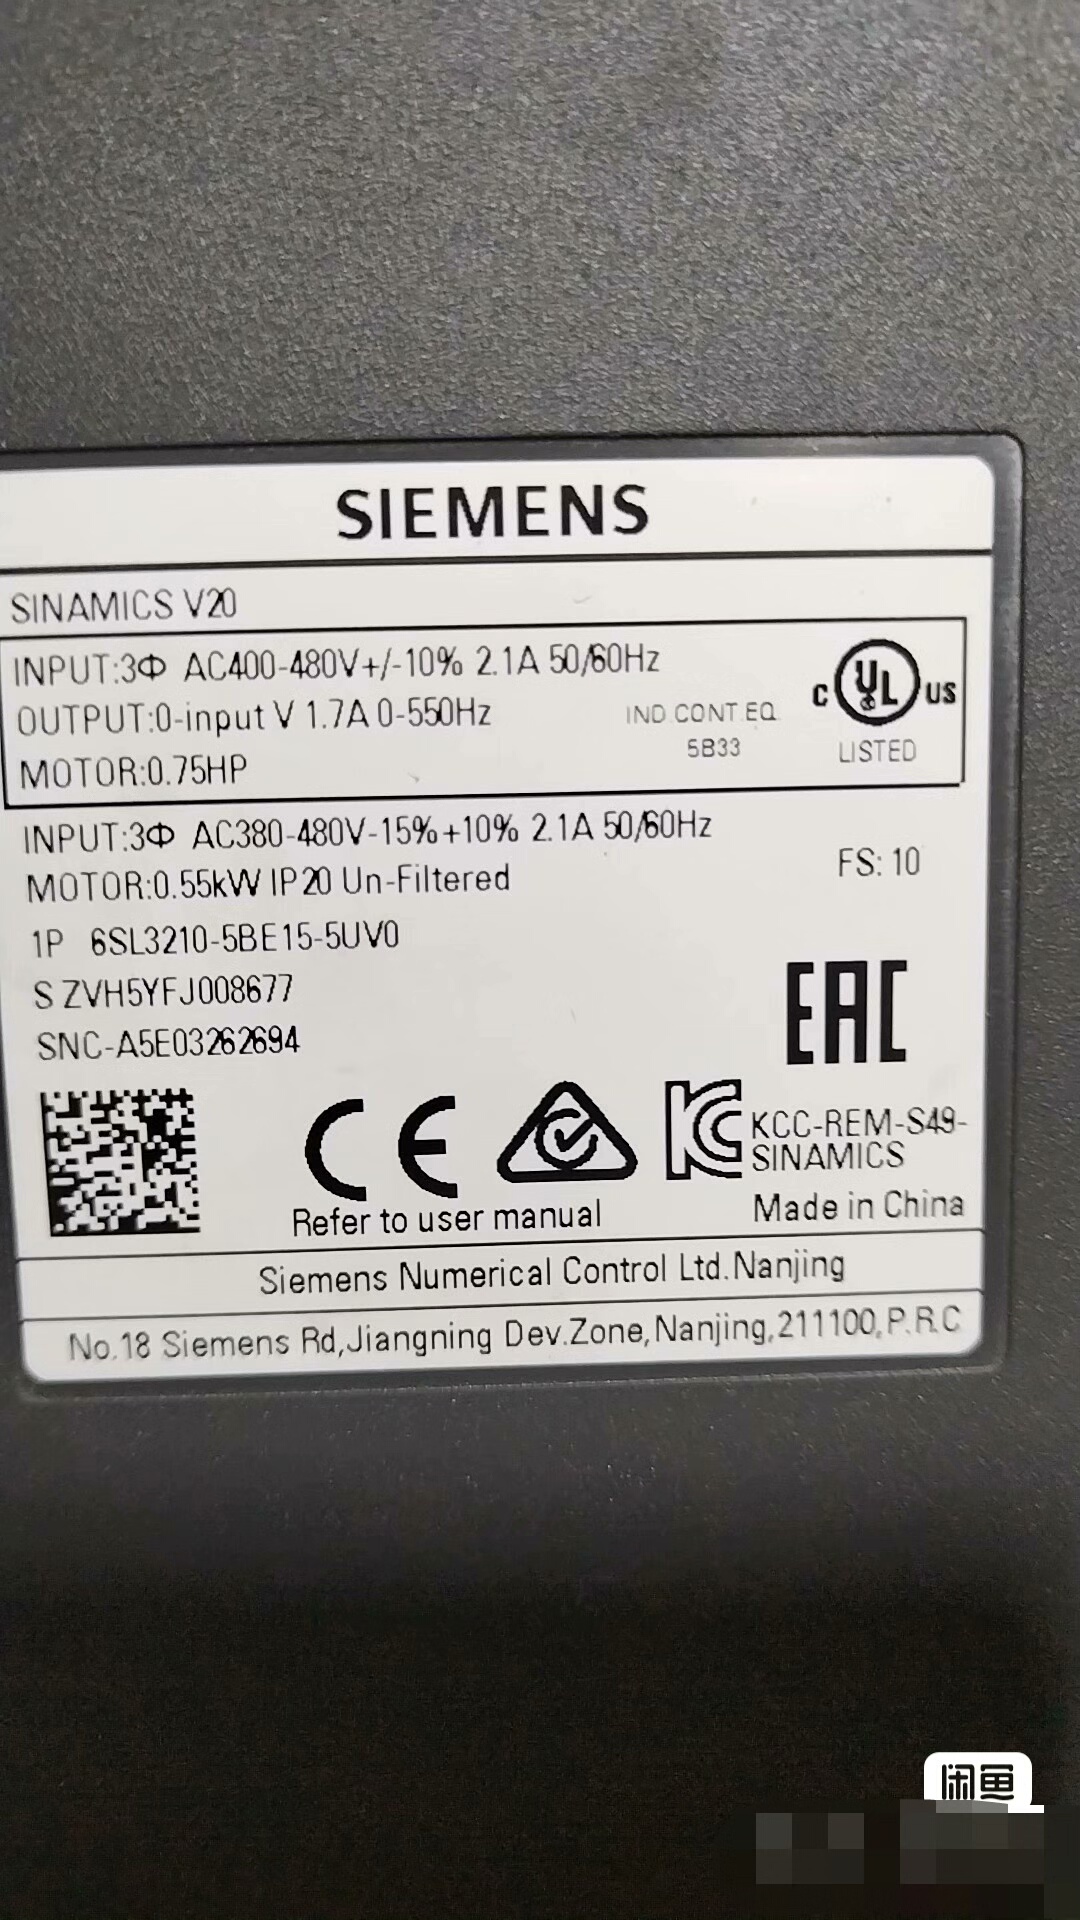 SIEMENS
SINAMICS V20
INPUT:3Φ AC400-480V+/-10% 2.1A 50/60Hz
OUTPUT:0-input V 1.7A 0-550Hz
MOTOR:0.75HP
IND.CONT.EQ.
5B33
C UL US
LISTED
INPUT:3Φ AC380-480V-15%+10% 2.1A 50/60Hz
MOTOR:0.55kW IP20 Un-Filtered
FS: 10
1P 6SL3210-5BE15-5UV0
S ZVH5YFJ008677
SNC-A5E03262694
EAC
CE
KC
KCC-REM-S49-
SINAMICS
Refer to user manual
Made in China
Siemens Numerical Control Ltd.Nanjing
No.18 Siemens Rd,Jiangning Dev.Zone,Nanjing,211100,P.R.C
闲鱼